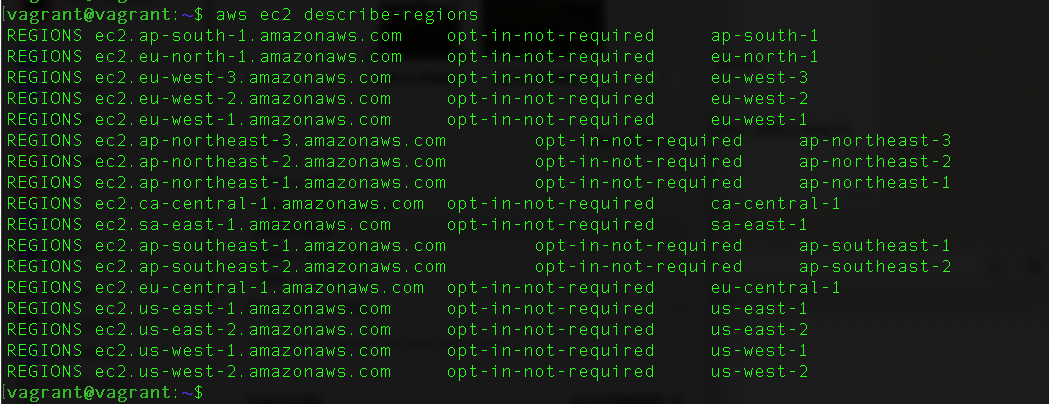 [vagrant@vagrant:~$ aws ec2 describe-regions
REGIONS ec2.ap-south-1.amazonaws.com opt-in-not-required ap-south-1
REGIONS ec2.eu-north-1.amazonaws.com opt-in-not-required eu-north-1
REGIONS ec2.eu-west-3.amazonaws.com opt-in-not-required eu-west-3
REGIONS ec2.eu-west-2.amazonaws.com opt-in-not-required eu-west-2
REGIONS ec2.eu-west-1.amazonaws.com opt-in-not-required eu-west-1
REGIONS ec2.ap-northeast-3.amazonaws.com opt-in-not-required ap-northeast-3
REGIONS ec2.ap-northeast-2.amazonaws.com opt-in-not-required ap-northeast-2
REGIONS ec2.ap-northeast-1.amazonaws.com opt-in-not-required ap-northeast-1
REGIONS ec2.ca-central-1.amazonaws.com opt-in-not-required ca-central-1
REGIONS ec2.sa-east-1.amazonaws.com opt-in-not-required sa-east-1
REGIONS ec2.ap-southeast-1.amazonaws.com opt-in-not-required ap-southeast-1
REGIONS ec2.ap-southeast-2.amazonaws.com opt-in-not-required ap-southeast-2
REGIONS ec2.eu-central-1.amazonaws.com opt-in-not-required eu-central-1
REGIONS ec2.us-east-1.amazonaws.com opt-in-not-required us-east-1
REGIONS ec2.us-east-2.amazonaws.com opt-in-not-required us-east-2
REGIONS ec2.us-west-1.amazonaws.com opt-in-not-required us-west-1
REGIONS ec2.us-west-2.amazonaws.com opt-in-not-required us-west-2
[vagrant@vagrant:~$